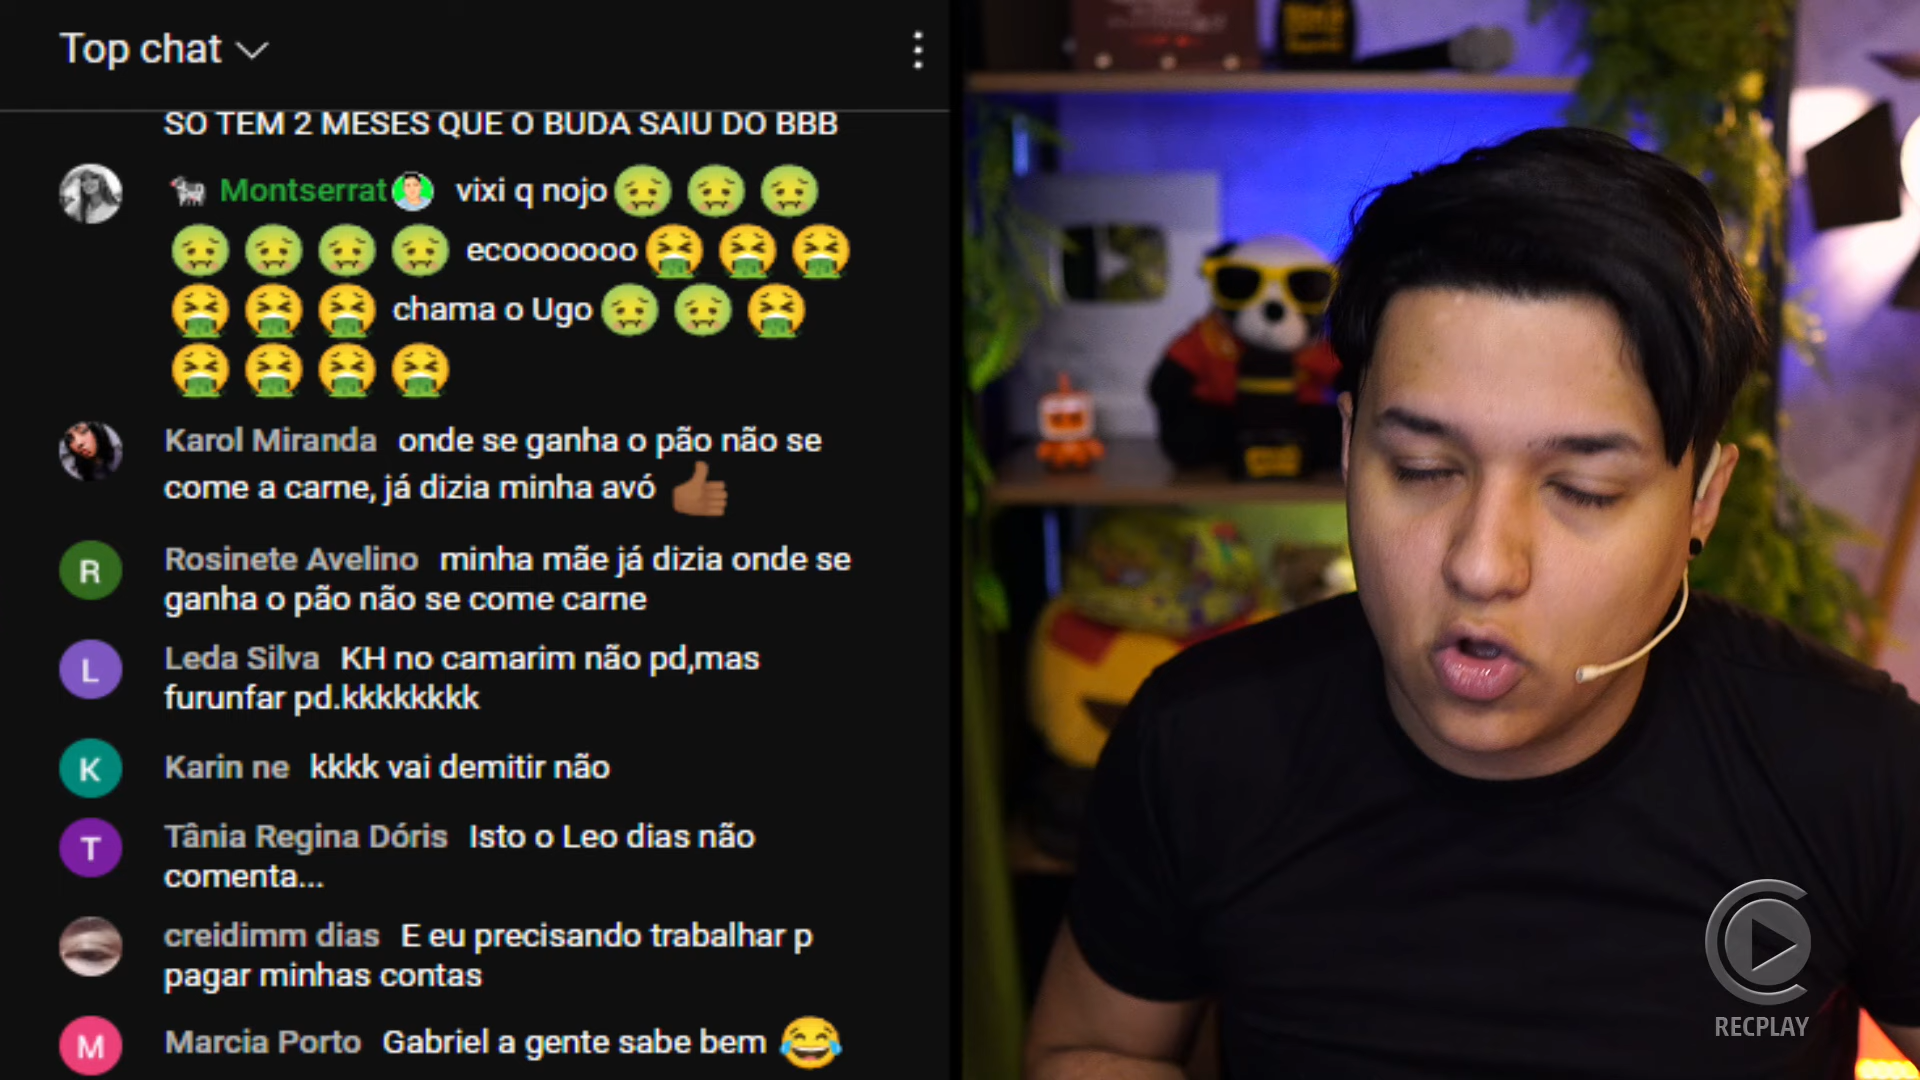 Top chat
SO TEM 2 MESES QUE O BUDA SAIU DO BBB
Montserrat vixi q nojo
ecooooooo
chama o Ugo
Karol Miranda onde se ganha o pão não se
come a carne, já dizia minha avó
Rosinete Avelino minha mãe já dizia onde se
ganha o pão não se come carne
Leda Silva KH no camarim não pd,mas
furunfar pd.kkkkkkkk
Karin ne kkkk vai demitir não
Tânia Regina Dóris Isto o Leo dias não
comenta...
creidimm dias E eu precisando trabalhar p
pagar minhas contas
Marcia Porto Gabriel a gente sabe bem
R
L
K
T
M
RECPLAY